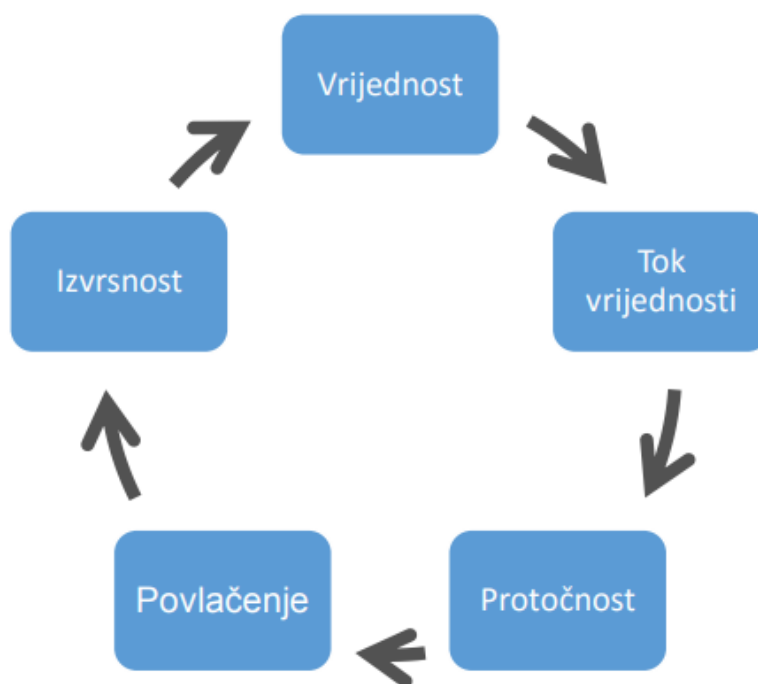 Vrijednost
Tok
vrijednosti
Protočnost
Povlačenje
Izvrsnost